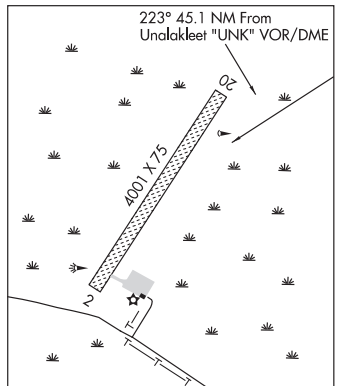 223° 45.1 NM From
Unalakleet "UNK" VOR/DME
20
4001 X 75
2
T
T
T
T